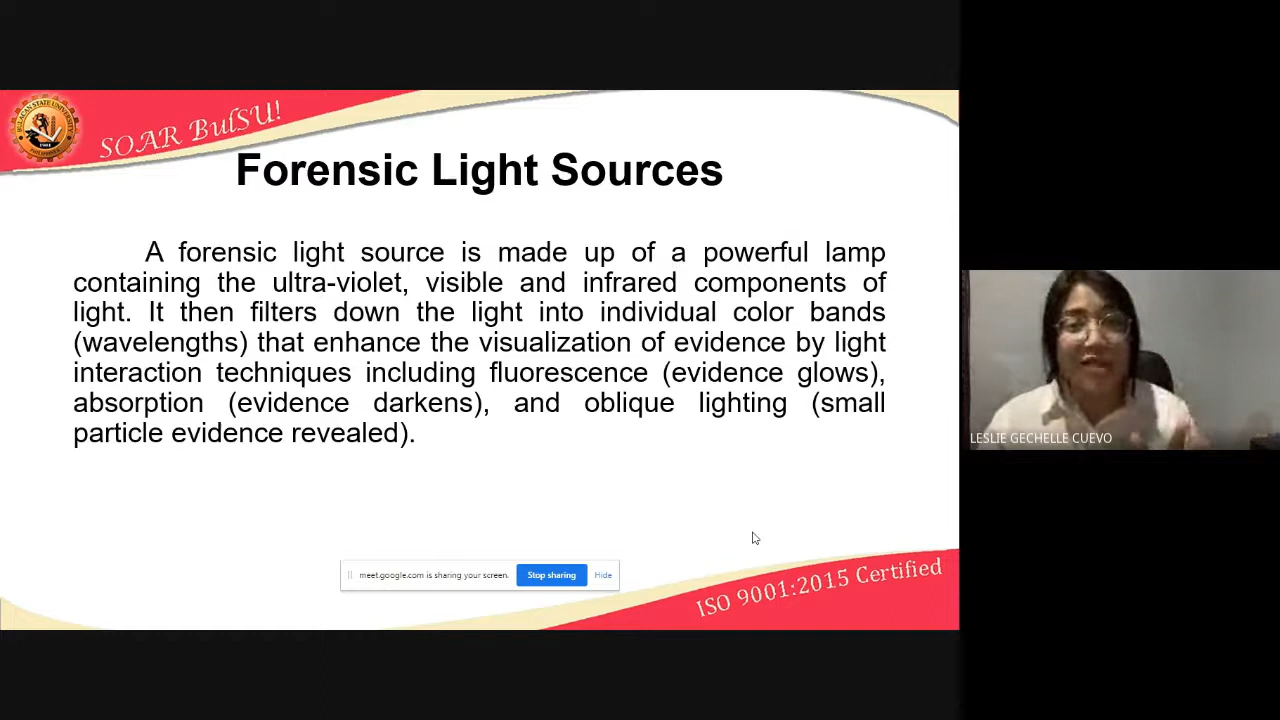 SOAR BulSU!
Forensic Light Sources
A forensic light source is made up of a powerful lamp
containing the ultra-violet, visible and infrared components of
light. It then filters down the light into individual color bands
(wavelengths) that enhance the visualization of evidence by light
interaction techniques including fluorescence (evidence glows),
absorption (evidence darkens), and oblique lighting (small
particle evidence revealed).
LESLIE GECHELLE CUEVO
meet.google.com is sharing your screen.
Stop sharing
Hide
ISO 9001:2015 Certified